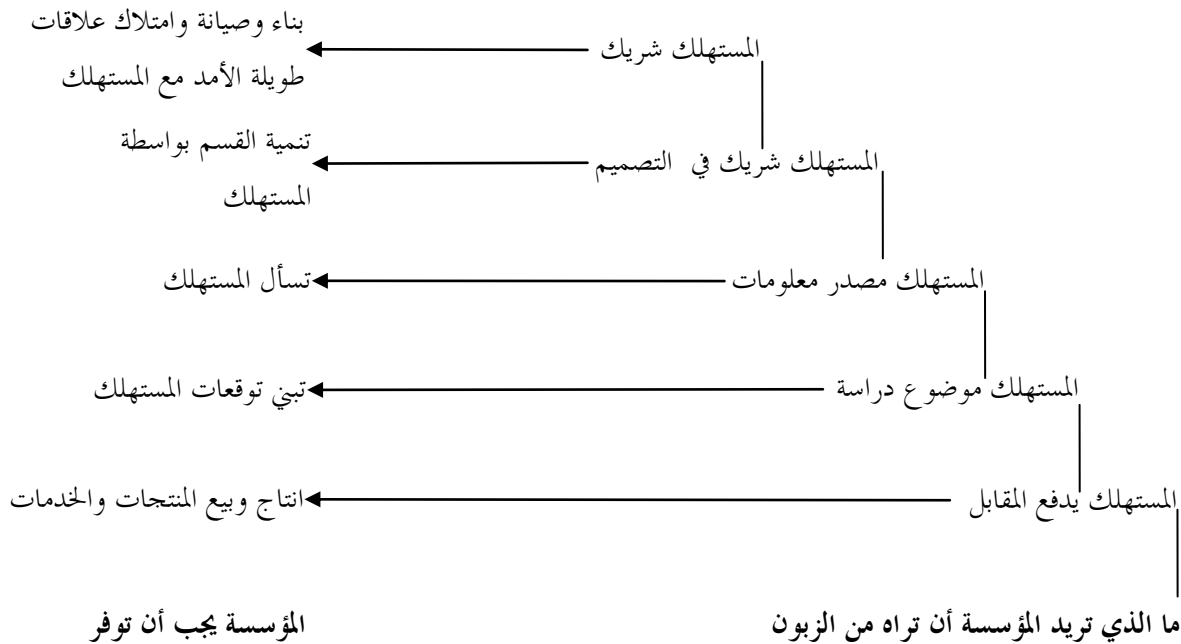 بناء وصيانة وامتلاك علاقات
المستهلك شريك
طويلة الأمد مع المستهلك
تنمية القسم بواسطة
المستهلك شريك في التصميم
المستهلك
المستهلك مصدر معلومات
تسأل المستهلك
المستهلك موضوع دراسة
تبني توقعات المستهلك
المستهلك يدفع المقابل
انتاج وبيع المنتجات والخدمات
ما الذي تريد المؤسسة أن تراه من الزبون
المؤسسة يجب أن توفر